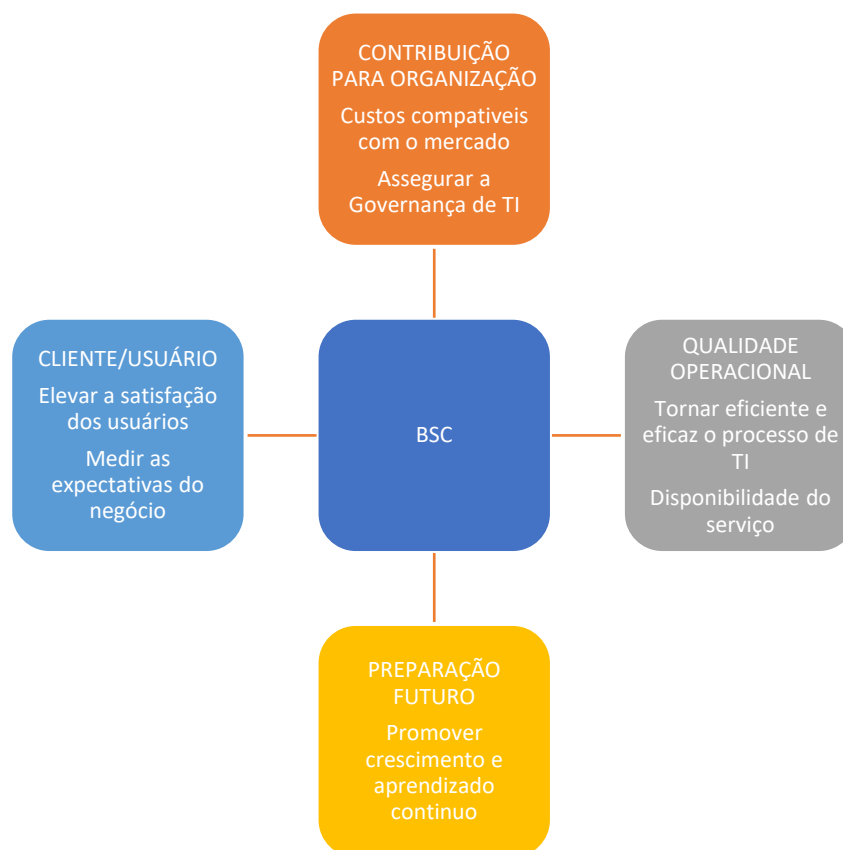 CONTRIBUIÇÃO
PARA ORGANIZAÇÃO
Custos compativeis
com o mercado
Assegurar a
Governança de TI
CLIENTE/USUÁRIO
Elevar a satisfação
dos usuários
Medir as
expectativas do
negócio
BSC
QUALIDADE
OPERACIONAL
Tornar eficiente e
eficaz o processo de
TI
Disponibilidade do
serviço
PREPARAÇÃO
FUTURO
Promover
crescimento e
aprendizado
continuo